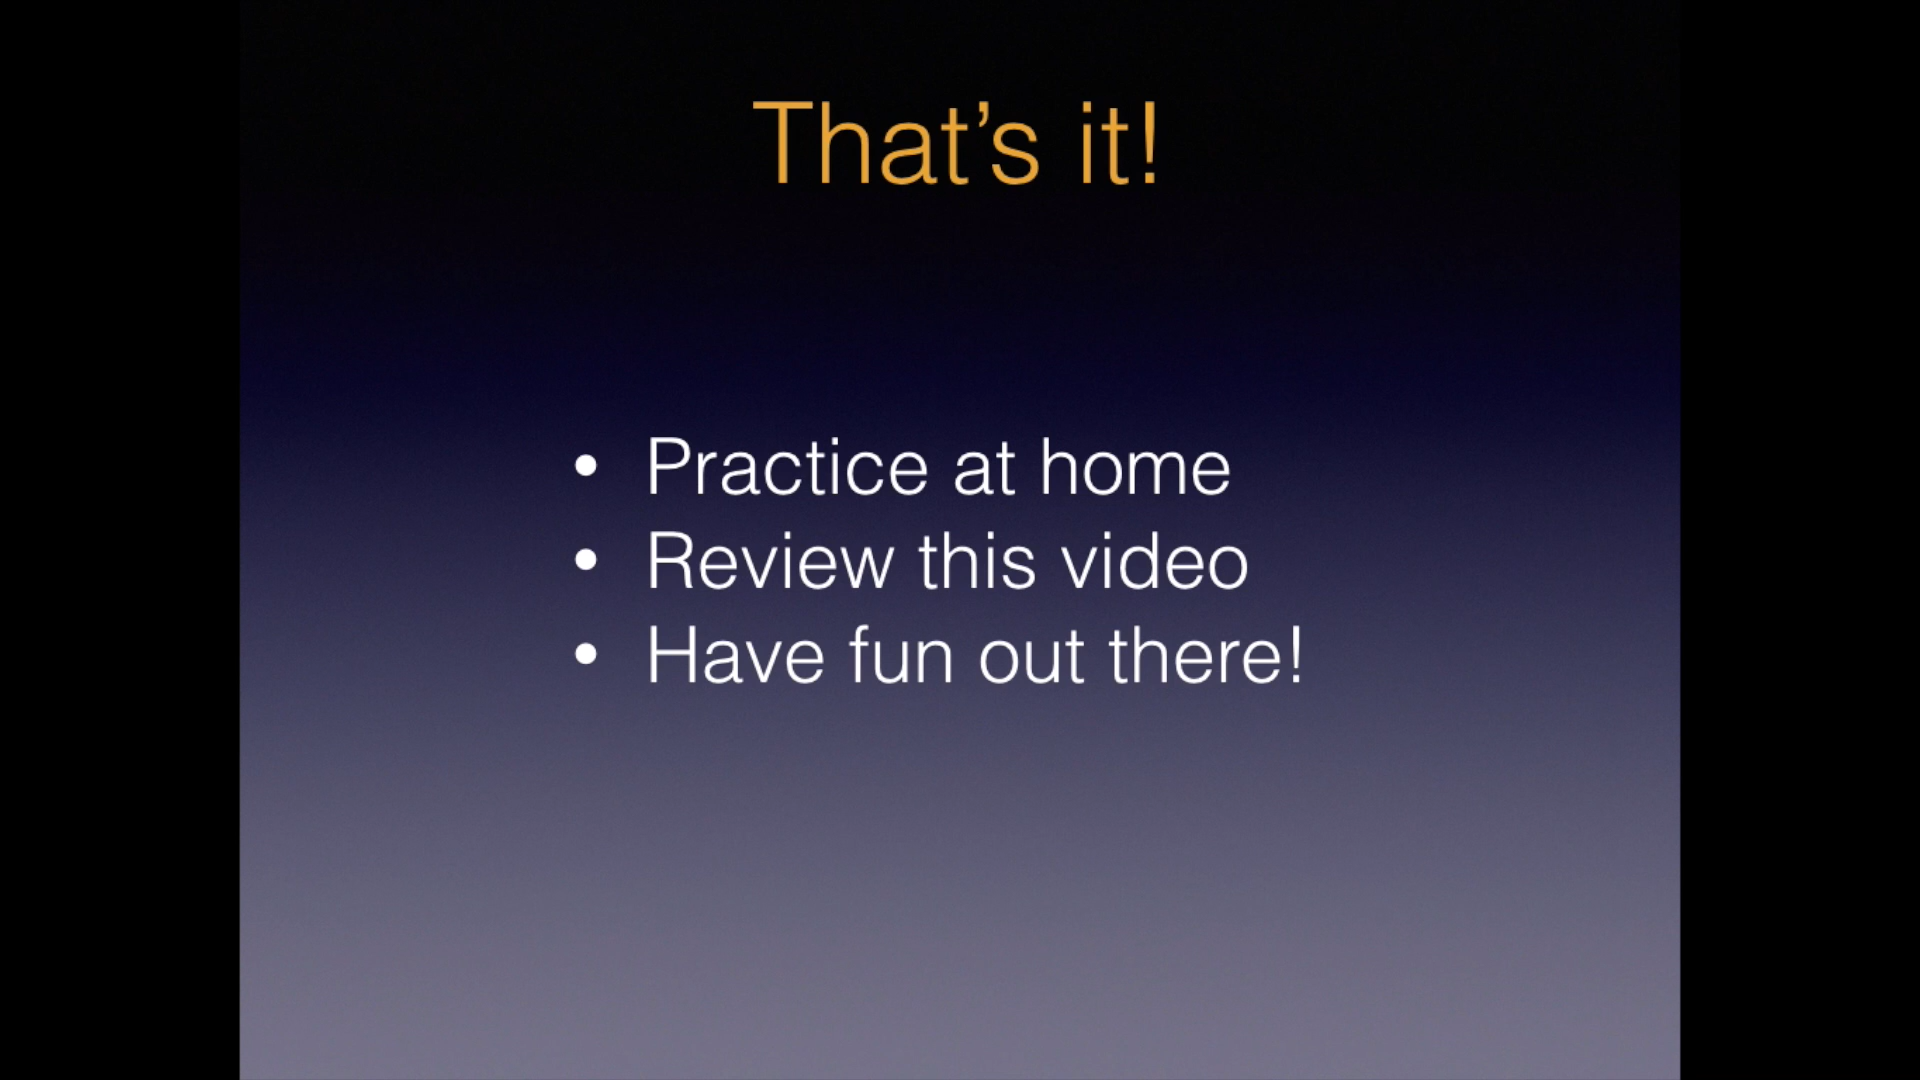 That’s it!
• Practice at home
• Review this video
• Have fun out there!